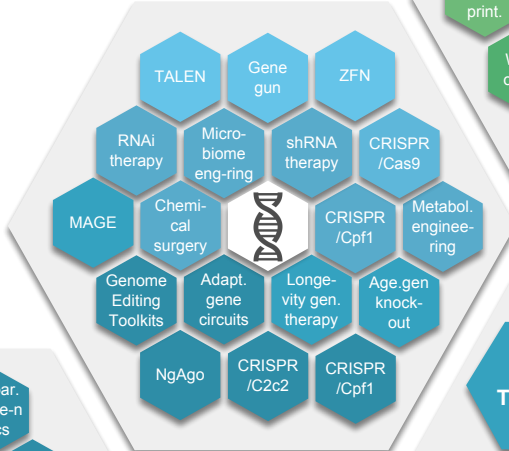 print.
TALEN
Gene
gun
ZFN
RNAi
therapy
Micro-
biome
eng-ring
shRNA
therapy
CRISPR
/Cas9
MAGE
Chemi-
cal
surgery
CRISPR
/Cpf1
Metabol.
enginee-
ring
Genome
Editing
Toolkits
Adapt.
gene
circuits
Longe-
vity gen.
therapy
Age.gen
knock-
out
NgAgo
CRISPR
/C2c2
CRISPR
/Cpf1